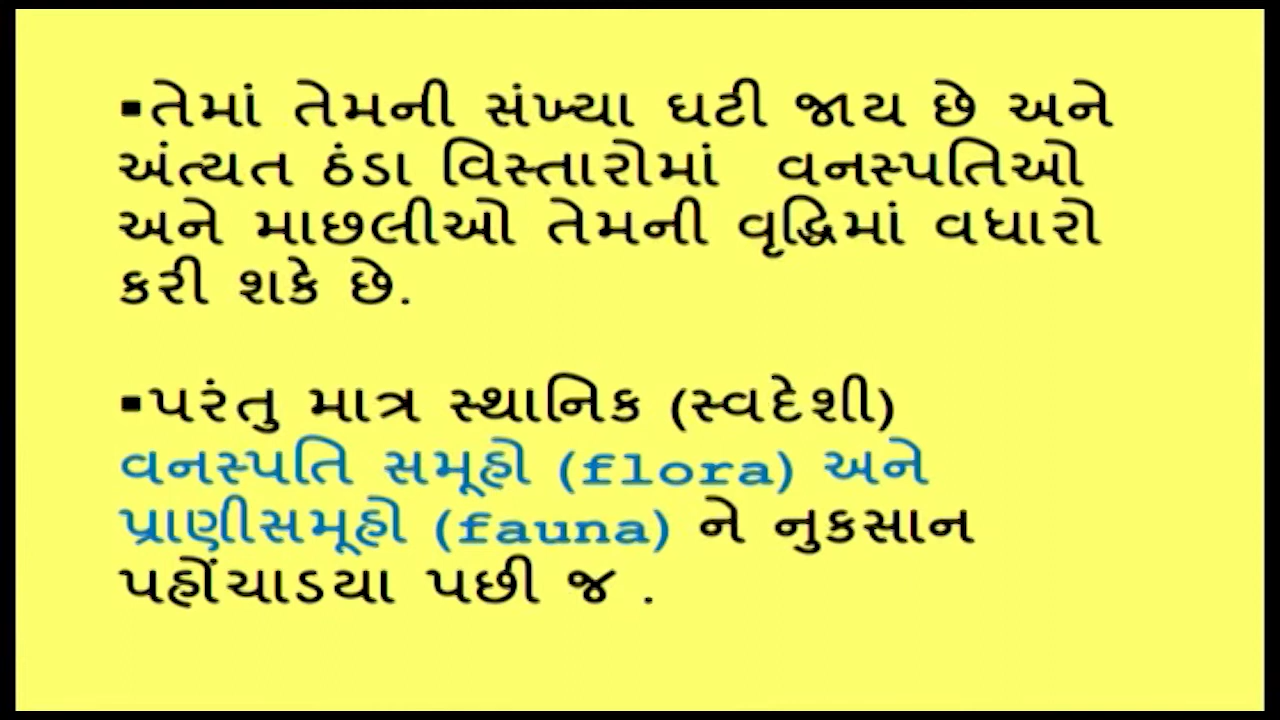 ▪તેમાં તેમની સંખ્યા ઘટી જાય છે અને
અંત્યત ઠંડા વિસ્તારોમાં વનસ્પતિઓ
અને માછલીઓ તેમની વૃદ્ધિમાં વધારો
કરી શકે છે.
▪પરંતુ માત્ર સ્થાનિક (સ્વદેશી)
વનસ્પતિ સમૂહો (flora) અને
પ્રાણીસમૂહો (fauna) ને નુકસાન
પહોંચાડયા પછી જ .